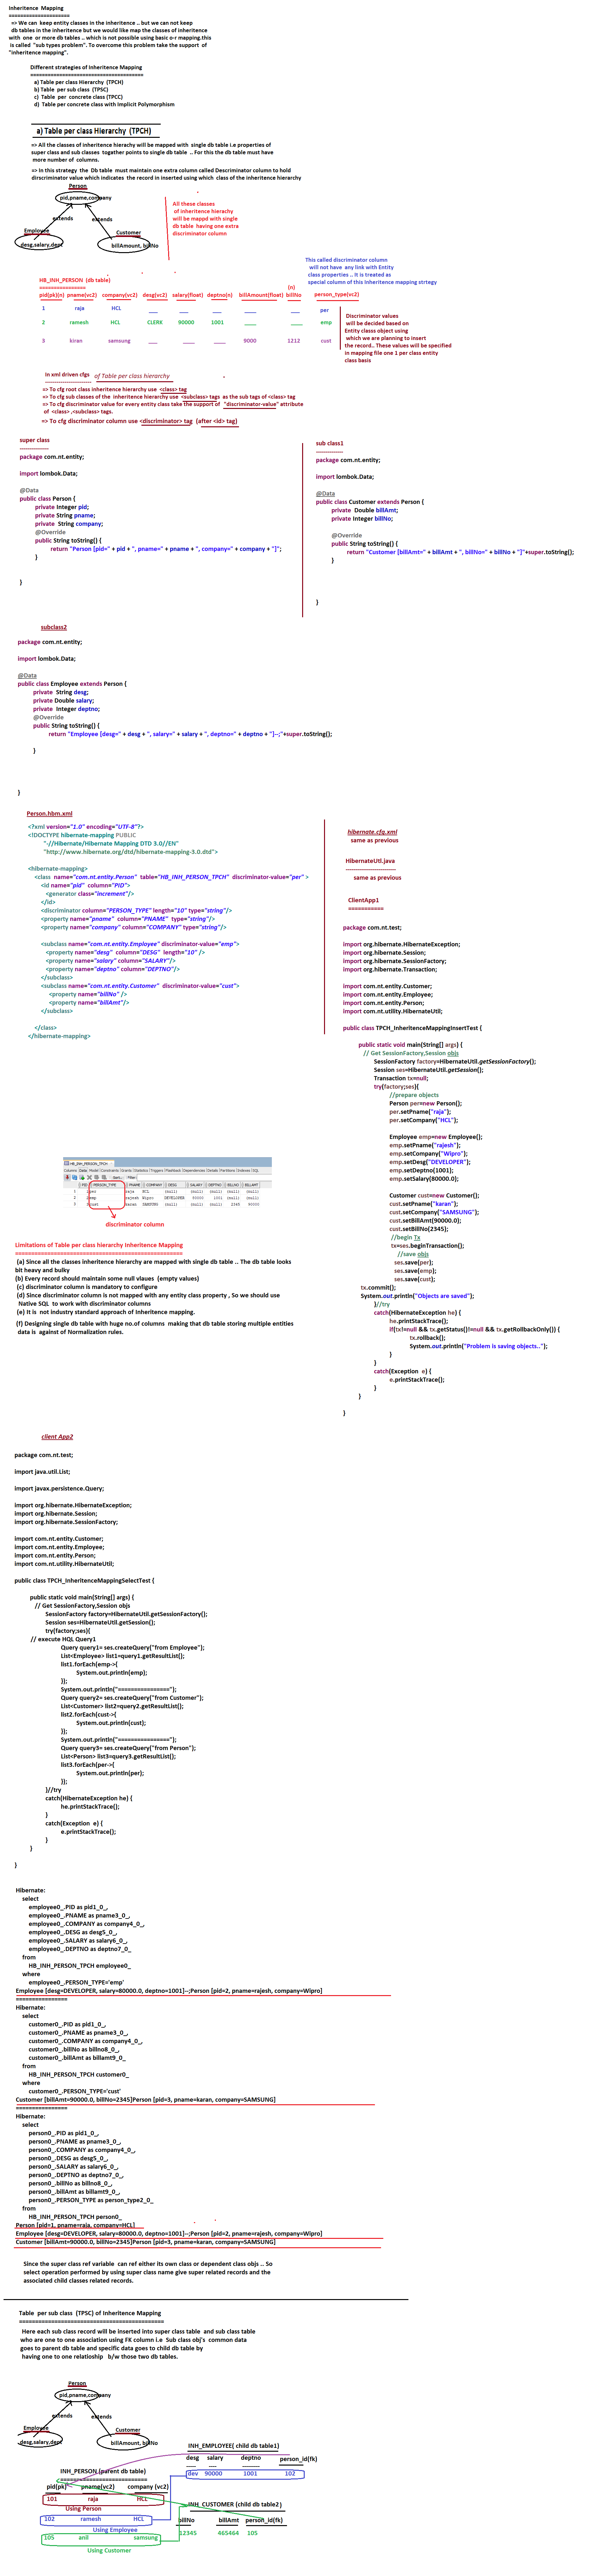 Inheritence  Mapping
====================
=> We can  keep entity classes in the inheritence .. but we can not keep
db tables in the inheritence but we would like map the classes of inheritence
with  one  or more db tables .. which is not possible using basic o-r mapping.this
is called  "sub types problem". To overcome this problem take the support  of
"inheritence mapping".
Different strategies of Inheritence Mapping
=======================================
a) Table per class Hierarchy  (TPCH)
b) Table  per sub  class  (TPSC)
c)  Table  per  concrete class (TPCC)
d)  Table per concrete class with Implicit Polymorphism
a) Table per class Hierarchy  (TPCH)
=> All the classes of inheritence hierachy will be mapped with  single db table i.e properties of
super class and sub classes  togather points to single db table  .. For this the db table must have
more number of  columns.
=> In this strategy  the  Db table  must  maintain one extra column called Descriminator column to hold
dirscriminator value which indicates  the record in inserted using which  class of the inheritence hierarchy
Person
pid,pname,company
extends
extends
Employee
desg,salary,dept
Customer
billAmount, billNo
All these classes
of inheritence hierachy
will be mappd with single
db table  having one extra
discriminator column
This called discriminator column
will not have  any link with Entity
class properties .. It is treated as
special column of this Inheritence mapping strtegy
HB_INH_PERSON  (db table)
================
pid(pk)(n)  pname(vc2)  company(vc2)  desg(vc2)  salary(float)  deptno(n)  billAmount(float)  billNo  person_type(vc2)
(n)
1  raja  HCL  per
2  ramesh  HCL  CLERK  90000  1001  emp
3  kiran  samsung  9000  1212  cust
Discriminator values
will be decided based on
Entity class object using
which we are planning to insert
the record.. These values will be specified
in mapping file one 1 per class entity
class basis
In xml driven cfgs  of Table per class hierarchy
=> To cfg root class inheritence hierarchy use  <class> tag
=> To cfg sub classes of the  inheritence hierarchy use  <subclass> tags  as the sub tags of <class> tag
=> To cfg discriminator value for every entity class take the support of  "discriminator-value" attribute
of  <class> ,<subclass> tags.
=> To cfg discriminator column use <discriminator> tag  (after <id> tag)
super class
--------------
package com.nt.entity;
import lombok.Data;
@Data
public class Person {
private Integer pid;
private String pname;
private  String company;
@Override
public String toString() {
return "Person [pid=" + pid + ", pname=" + pname + ", company=" + company + "]";
}
}
sub class1
-------------
package com.nt.entity;
import lombok.Data;
@Data
public class Customer extends Person {
private  Double billAmt;
private Integer billNo;
@Override
public String toString() {
return "Customer [billAmt=" + billAmt + ", billNo=" + billNo + "]"+super.toString();
}
}
subclass2
package com.nt.entity;
import lombok.Data;
@Data
public class Employee extends Person {
private  String desg;
private Double salary;
private  Integer deptno;
@Override
public String toString() {
return "Employee [desg=" + desg + ", salary=" + salary + ", deptno=" + deptno + "]--;"+super.toString();
}
}
Person.hbm.xml
<?xml version="1.0" encoding="UTF-8"?>
<!DOCTYPE hibernate-mapping PUBLIC
"-//Hibernate/Hibernate Mapping DTD 3.0//EN"
"http://www.hibernate.org/dtd/hibernate-mapping-3.0.dtd">
<hibernate-mapping>
<class  name="com.nt.entity.Person"  table="HB_INH_PERSON_TPCH"  discriminator-value="per" >
<id name="pid"  column="PID">
<generator class="increment"/>
</id>
<discriminator column="PERSON_TYPE" length="10" type="string"/>
<property name="pname"  column="PNAME"  type="string"/>
<property name="company" column="COMPANY" type="string"/>
<subclass name="com.nt.entity.Employee" discriminator-value="emp">
<property name="desg"  column="DESG"  length="10" />
<property name="salary" column="SALARY"/>
<property name="deptno" column="DEPTNO"/>
</subclass>
<subclass name="com.nt.entity.Customer"  discriminator-value="cust">
<property name="billNo" />
<property name="billAmt"/>
</subclass>
</class>
</hibernate-mapping>
hibernate.cfg.xml
same as previous
HibernateUtl.java
same as previous
ClientApp1
===========
package com.nt.test;
import org.hibernate.HibernateException;
import org.hibernate.Session;
import org.hibernate.SessionFactory;
import org.hibernate.Transaction;
import com.nt.entity.Customer;
import com.nt.entity.Employee;
import com.nt.entity.Person;
import com.nt.utility.HibernateUtil;
public class TPCH_InheritenceMappingInsertTest {
public static void main(String[] args) {
// Get SessionFactory,Session objs
SessionFactory factory=HibernateUtil.getSessionFactory();
Session ses=HibernateUtil.getSession();
Transaction tx=null;
try(factory;ses){
//prepare objects
Person per=new Person();
per.setPname("raja");
per.setCompany("HCL");
Employee emp=new Employee();
emp.setPname("rajesh");
emp.setCompany("Wipro");
emp.setDesg("DEVELOPER");
emp.setDeptno(1001);
emp.setSalary(80000.0);
Customer cust=new Customer();
cust.setPname("karan");
cust.setCompany("SAMSUNG");
cust.setBillAmt(90000.0);
cust.setBillNo(2345);
//begin Tx
tx=ses.beginTransaction();
//save objs
ses.save(per);
ses.save(emp);
ses.save(cust);
tx.commit();
System.out.println("Objects are saved");
}//try
catch(HibernateException he) {
he.printStackTrace();
if(tx!=null && tx.getStatus()!=null && tx.getRollbackOnly()) {
tx.rollback();
System.out.println("Problem is saving objects..");
}
}
catch(Exception  e) {
e.printStackTrace();
}
}
}
HB_INH_PERSON_TPCH
discriminator column
Limitations of Table per class hierarchy Inheritence Mapping
(a) Since all the classes inheritence hierarchy are mapped with single db table .. The db table looks
bit heavy and bulky
(b) Every record should maintain some null vlaues  (empty values)
(c) discriminator column is mandatory to configure
(d) Since discriminator column is not mapped with any entity class property , So we should use
Native SQL  to work with discriminator columns
(e) It is  not industry standard approach of Inheritence mapping.
(f) Designing single db table with huge no.of columns  making that db table storing multiple entities
data is  against of Normalization rules.
client App2
package com.nt.test;
import java.util.List;
import javax.persistence.Query;
import org.hibernate.HibernateException;
import org.hibernate.Session;
import org.hibernate.SessionFactory;
import com.nt.entity.Customer;
import com.nt.entity.Employee;
import com.nt.entity.Person;
import com.nt.utility.HibernateUtil;
public class TPCH_InheritenceMappingSelectTest {
public static void main(String[] args) {
// Get SessionFactory,Session objs
SessionFactory factory=HibernateUtil.getSessionFactory();
Session ses=HibernateUtil.getSession();
try(factory;ses){
// execute HQL Query1
Query query1= ses.createQuery("from Employee");
List<Employee> list1=query1.getResultList();
list1.forEach(emp->{
System.out.println(emp);
});
System.out.println("================");
Query query2= ses.createQuery("from Customer");
List<Customer> list2=query2.getResultList();
list2.forEach(cust->{
System.out.println(cust);
});
System.out.println("================");
Query query3= ses.createQuery("from Person");
List<Person> list3=query3.getResultList();
list3.forEach(per->{
System.out.println(per);
});
}//try
catch(HibernateException he) {
he.printStackTrace();
}
catch(Exception  e) {
e.printStackTrace();
}
}
}
Hibernate:
select
employee0_.PID as pid1_0_,
employee0_.PNAME as pname3_0_,
employee0_.COMPANY as company4_0_,
employee0_.DESG as desg5_0_,
employee0_.SALARY as salary6_0_,
employee0_.DEPTNO as deptno7_0_
from
HB_INH_PERSON_TPCH employee0_
where
employee0_.PERSON_TYPE='emp'
Employee [desg=DEVELOPER, salary=80000.0, deptno=1001]--;Person [pid=2, pname=rajesh, company=Wipro]
================
Hibernate:
select
customer0_.PID as pid1_0_,
customer0_.PNAME as pname3_0_,
customer0_.COMPANY as company4_0_,
customer0_.billNo as billno8_0_,
customer0_.billAmt as billamt9_0_
from
HB_INH_PERSON_TPCH customer0_
where
customer0_.PERSON_TYPE='cust'
Customer [billAmt=90000.0, billNo=2345]Person [pid=3, pname=karan, company=SAMSUNG]
================
Hibernate:
select
person0_.PID as pid1_0_,
person0_.PNAME as pname3_0_,
person0_.COMPANY as company4_0_,
person0_.DESG as desg5_0_,
person0_.SALARY as salary6_0_,
person0_.DEPTNO as deptno7_0_,
person0_.billNo as billno8_0_,
person0_.billAmt as billamt9_0_,
person0_.PERSON_TYPE as person_type2_0_
from
HB_INH_PERSON_TPCH person0_
Person [pid=1, pname=raja, company=HCL]
Employee [desg=DEVELOPER, salary=80000.0, deptno=1001]--;Person [pid=2, pname=rajesh, company=Wipro]
Customer [billAmt=90000.0, billNo=2345]Person [pid=3, pname=karan, company=SAMSUNG]
Since the super class ref variable  can ref either its own class or dependent class objs .. So
select operation performed by using super class name give super related records and the
associated child classes related records.
Table  per sub class  (TPSC) of Inheritence Mapping
Here each sub class record will be inserted into super class table  and sub class table
who are one to one association using FK column i.e  Sub class obj's  common data
goes to parent db table and specific data goes to child db table by
having one to one relatioship   b/w those two db tables.
Person
pid,pname,company
extends
extends
Employee
desg,salary,dept
Customer
billAmount, billNo
INH_EMPLOYEE( child db table1)
desg  salary  deptno  person_id(fk)
dev  90000  1001  102
INH_PERSON (parent db table)
pid(pk)  pname(vc2)  company (vc2)
101  raja  HCL
Using Person
102  ramesh  HCL
Using Employee
105  anil  samsung
Using Customer
INH_CUSTOMER (child db table2)
billNo  billAmt  person_id(fk)
12345  465464  105